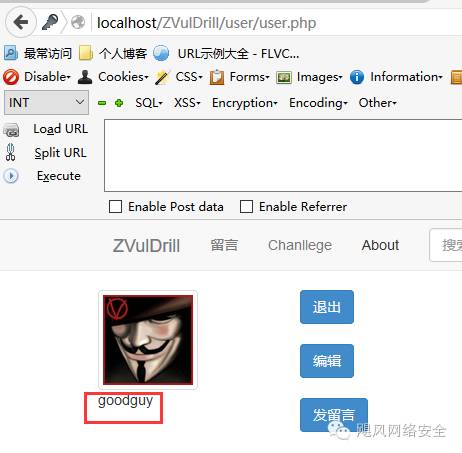 localhost/ZVulDrill/user/user.php
最常访问 个人博客 URL示例大全 - FLVC...
Disable▾ Cookies▾ CSS▾ Forms▾ Images▾ Information▾
INT SQL▾ XSS▾ Encryption▾ Encoding▾ Other▾
Load URL
Split URL
Execute
Enable Post data Enable Referrer
ZVulDrill 留言 Chanllege About 搜索
退出
编辑
goodguy
发留言
飓风网络安全